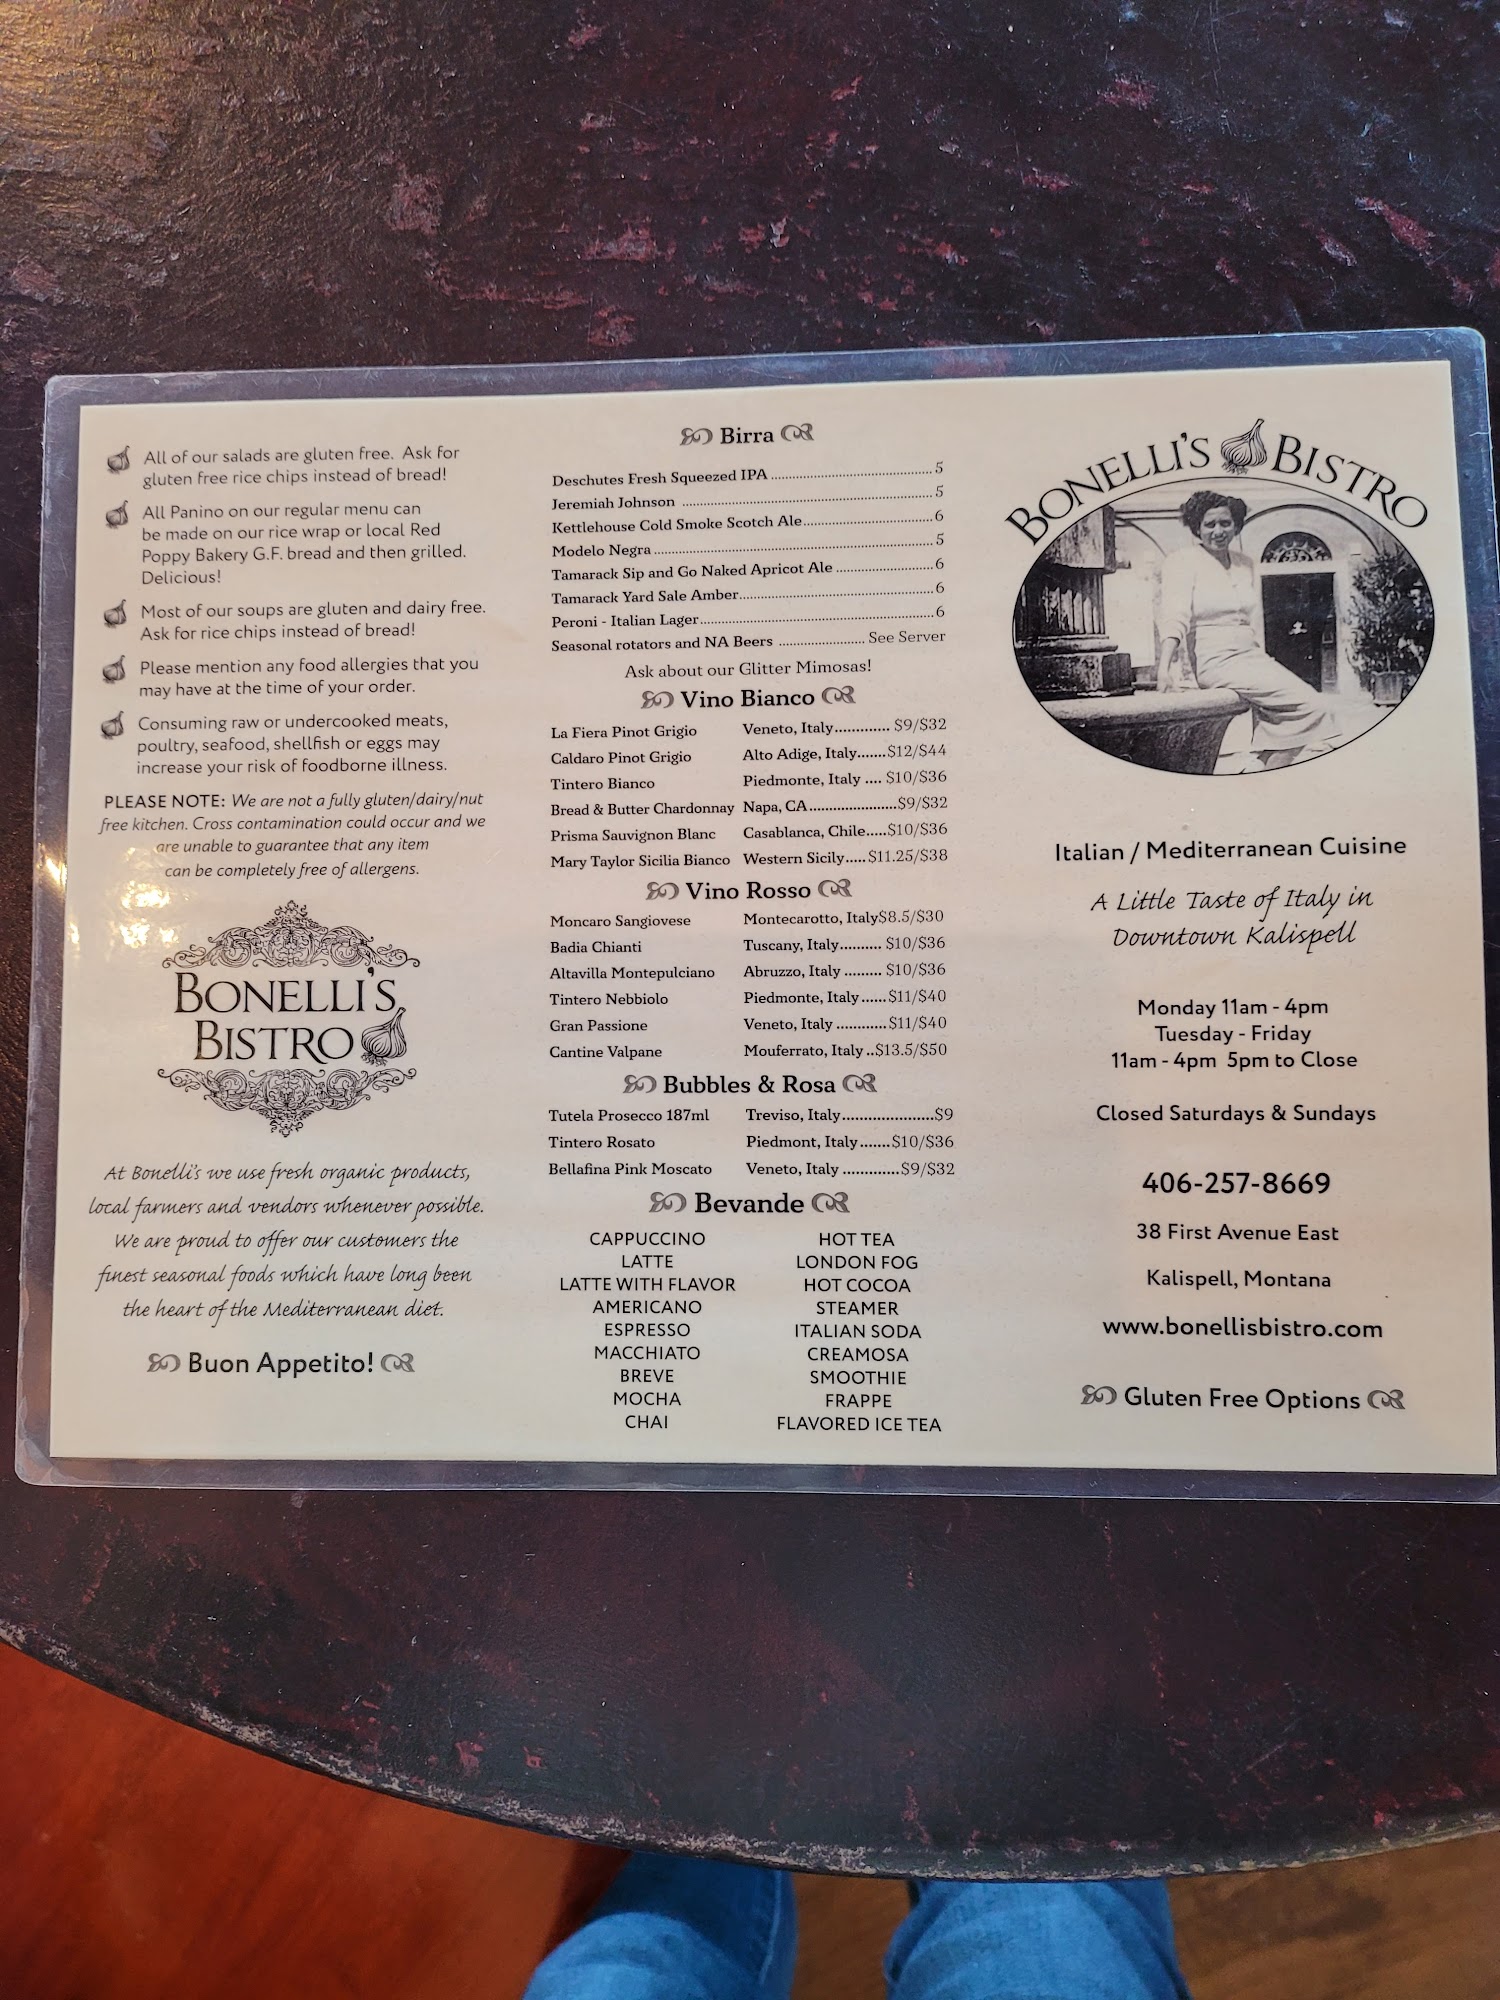 All of our salads are gluten free. Ask for
gluten free rice chips instead of bread!
All Panino on our regular menu can
be made on our rice wrap or local Red
Poppy Bakery G.F. bread and then grilled.
Delicious!
Most of our soups are gluten and dairy free.
Ask for rice chips instead of bread!
Please mention any food allergies that you
may have at the time of your order.
Consuming raw or undercooked meats,
poultry, seafood, shellfish or eggs may
increase your risk of foodborne illness.
PLEASE NOTE: We are not a fully gluten/dairy/nut
free kitchen. Cross contamination could occur and we
are unable to guarantee that any item
can be completely free of allergens.
BONELLI'S
BISTRO
At Bonelli's we use fresh organic products,
local farmers and vendors whenever possible.
We are proud to offer our customers the
finest seasonal foods which have long been
the heart of the Mediterranean diet.
Buon Appetito!
Birra
Deschutes Fresh Squeezed IPA 5
Jeremiah Johnson 5
Kettlehouse Cold Smoke Scotch Ale 6
Modelo Negra 5
Tamarack Sip and Go Naked Apricot Ale 6
Tamarack Yard Sale Amber 6
Peroni - Italian Lager 6
Seasonal rotators and NA Beers See Server
Ask about our Glitter Mimosas!
Vino Bianco
La Fiera Pinot Grigio Veneto, Italy $9/$32
Caldaro Pinot Grigio Alto Adige, Italy $12/$44
Tintero Bianco Piedmonte, Italy $10/$36
Bread & Butter Chardonnay Napa, CA $9/$32
Prisma Sauvignon Blanc Casablanca, Chile $10/$36
Mary Taylor Sicilia Bianco Western Sicily $11.25/$38
Vino Rosso
Moncaro Sangiovese Montecarotto, Italy $8.5/$30
Badia Chianti Tuscany, Italy $10/$36
Altavilla Montepulciano Abruzzo, Italy $10/$36
Tintero Nebbiolo Piedmonte, Italy $11/$40
Gran Passione Veneto, Italy $11/$40
Cantine Valpane Mouferrato, Italy $13.5/$50
Bubbles & Rosa
Tutela Prosecco 187ml Treviso, Italy $9
Tintero Rosato Piedmont, Italy $10/$36
Bellafina Pink Moscato Veneto, Italy $9/$32
Bevande
CAPPUCCINO
LATTE
LATTE WITH FLAVOR
AMERICANO
ESPRESSO
MACCHIATO
BREVE
MOCHA
CHAI
HOT TEA
LONDON FOG
HOT COCOA
STEAMER
ITALIAN SODA
CREAMOSA
SMOOTHIE
FRAPPE
FLAVORED ICE TEA
BONELLI'S BISTRO
Italian / Mediterranean Cuisine
A Little Taste of Italy in
Downtown Kalispell
Monday 11am - 4pm
Tuesday - Friday
11am - 4pm 5pm to Close
Closed Saturdays & Sundays
406-257-8669
38 First Avenue East
Kalispell, Montana
www.bonellisbistro.com
Gluten Free Options